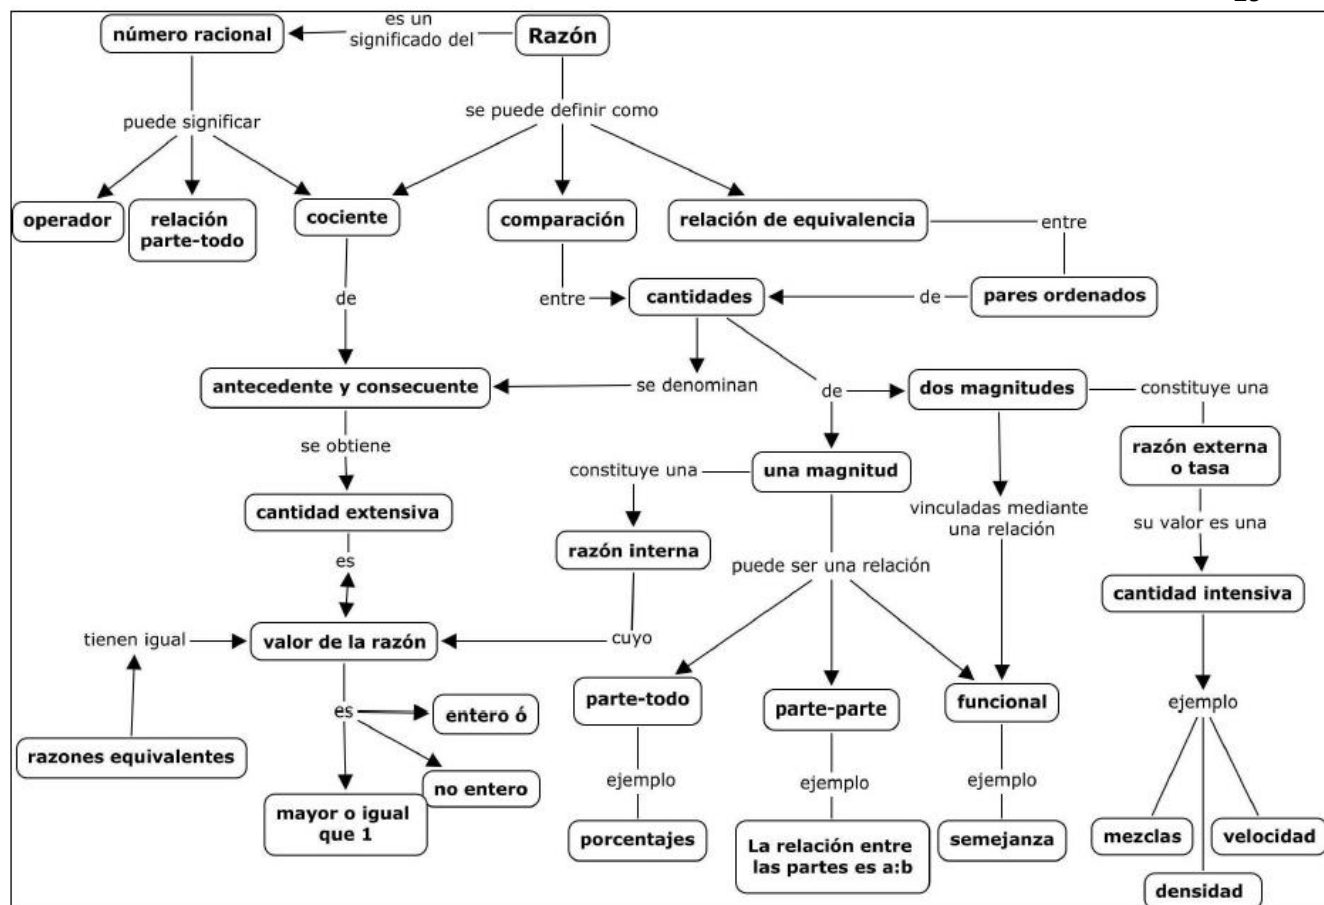 es un
número racional
significado del
Razón
puede significar
se puede definir como
operador
relación
parte-todo
cociente
comparación
relación de equivalencia
entre
de
entre
cantidades
de
pares ordenados
antecedente y consecuente
se denominan
de
dos magnitudes
constituye una
se obtiene
constituye una
una magnitud
razón externa
o tasa
cantidad extensiva
vinculadas mediante
una relación
su valor es una
razón interna
es
puede ser una relación
cantidad intensiva
tienen igual
valor de la razón
cuyo
es
entero ó
parte-todo
parte-parte
funcional
ejemplo
razones equivalentes
no entero
ejemplo
ejemplo
ejemplo
mayor o igual
que 1
porcentajes
La relación entre
las partes es a:b
semejanza
mezclas
velocidad
densidad